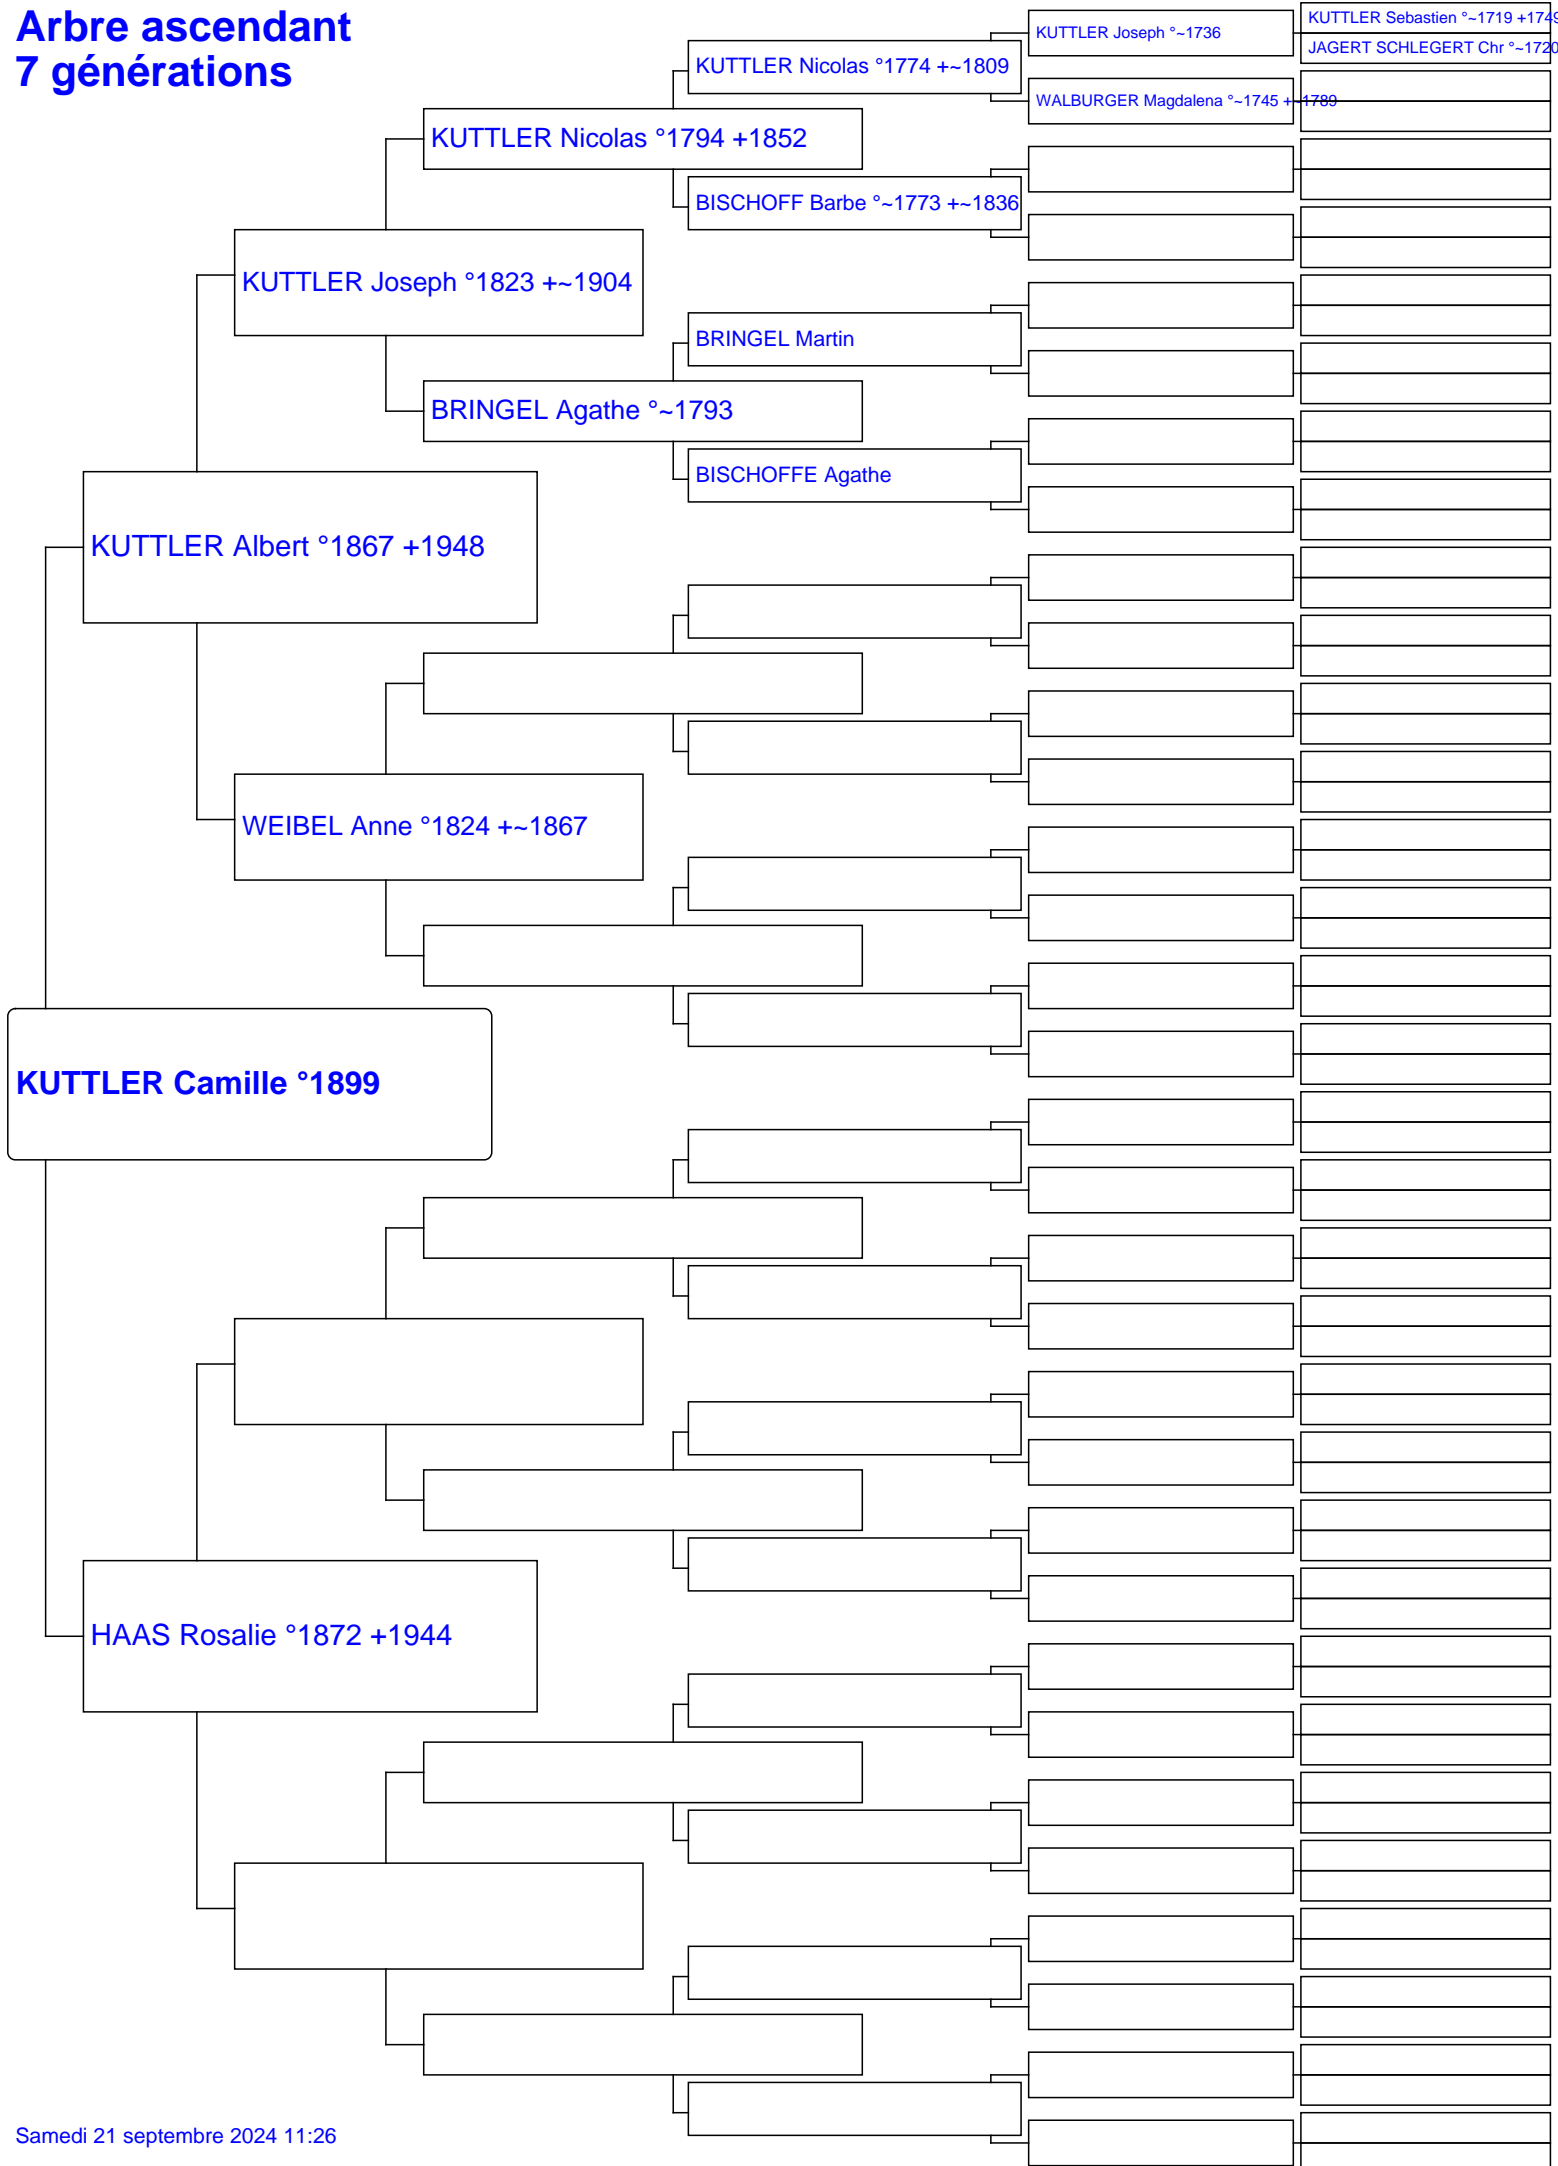 Arbre ascendant
7 générations
KUTTLER Sebastien °~1719 +1749
KUTTLER Joseph °~1736
JAGERT SCHLEGERT Chr °~1720
KUTTLER Nicolas °1774 +~1809
WALBURGER Magdalena °~1745 +~1789
KUTTLER Nicolas °1794 +1852
BISCHOFF Barbe °~1773 +~1836
KUTTLER Joseph °1823 +~1904
BRINGEL Martin
BRINGEL Agathe °~1793
BISCHOFFE Agathe
KUTTLER Albert °1867 +1948
WEIBEL Anne °1824 +~1867
KUTTLER Camille °1899
HAAS Rosalie °1872 +1944
Samedi 21 septembre 2024 11:26